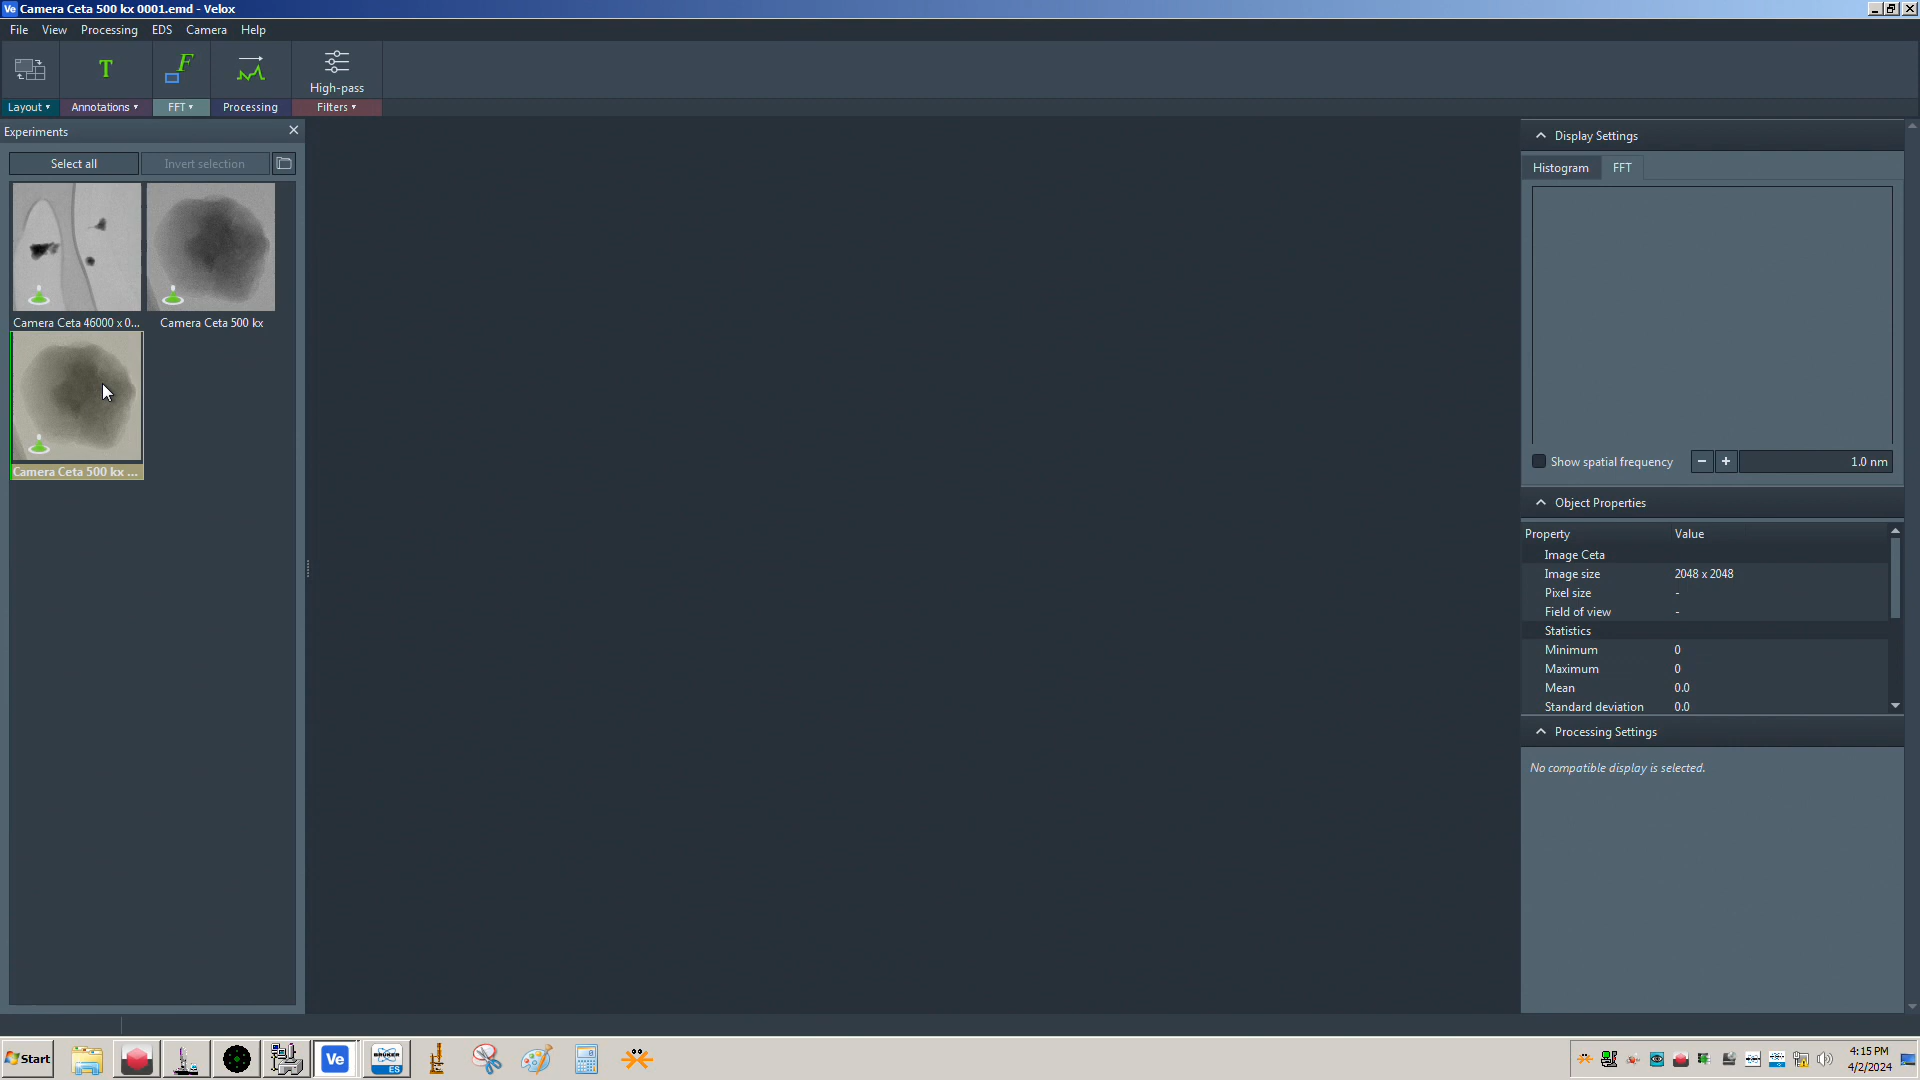 Ve Camera Ceta 500 kx 0001.emd - Velox
File View Processing EDS Camera Help
T F High-pass
Layout Annotations FFT Processing Filters
Experiments
Select all Invert selection
Camera Ceta 46000 x 0... Camera Ceta 500 kx
Camera Ceta 500 kx ...
Display Settings
Histogram FFT
Show spatial frequency − + 1.0 nm
Object Properties
Property Value
Image Ceta
Image size 2048 x 2048
Pixel size -
Field of view -
Statistics
Minimum 0
Maximum 0
Mean 0.0
Standard deviation 0.0
Processing Settings
No compatible display is selected.
Start Ve BRUKER ES 4:15 PM
4/2/2024